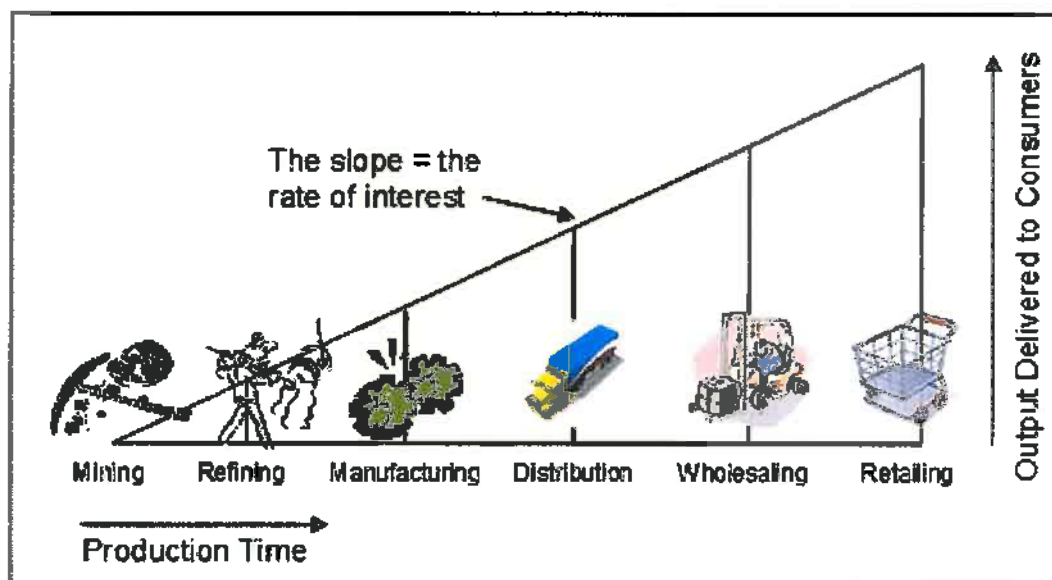 The slope = the
rate of interest
Output Delivered to Consumers
Mining
Refining
Manufacturing
Distribution
Wholesaling
Retailing
Production Time